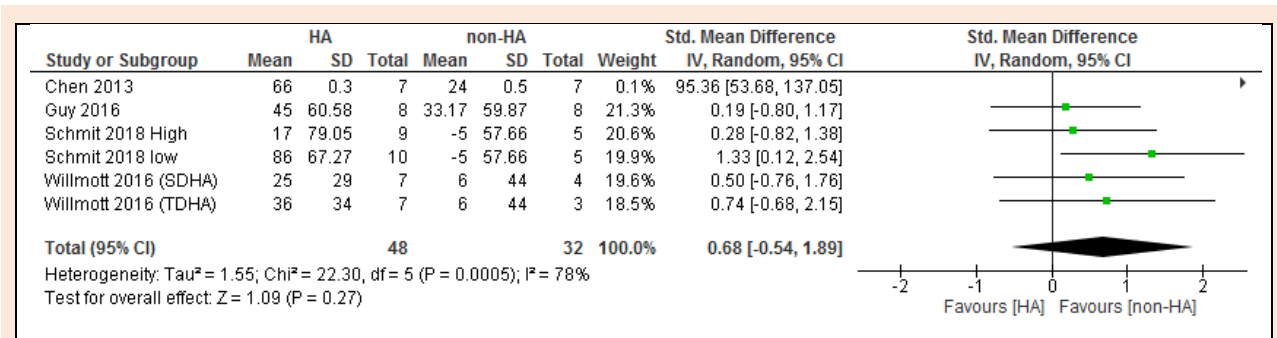 HA non-HA Std. Mean Difference Std. Mean Difference
Study or Subgroup Mean SD Total Mean SD Total Weight IV, Random, 95% CI IV, Random, 95% CI
Chen 2013 66 0.3 7 24 0.5 7 0.1% 95.36 [53.68, 137.05]
Guy 2016 45 60.58 8 33.17 59.87 8 21.3% 0.19 [-0.80, 1.17]
Schmit 2018 High 17 79.05 9 -5 57.66 5 20.6% 0.28 [-0.82, 1.38]
Schmit 2018 low 86 67.27 10 -5 57.66 5 19.9% 1.33 [0.12, 2.54]
Willmott 2016 (SDHA) 25 29 7 6 44 4 19.6% 0.50 [-0.76, 1.76]
Willmott 2016 (TDHA) 36 34 7 6 44 3 18.5% 0.74 [-0.68, 2.15]
Total (95% CI) 48 32 100.0% 0.68 [-0.54, 1.89]
Heterogeneity: Tau² = 1.55; Chi² = 22.30, df = 5 (P = 0.0005); I² = 78%
Test for overall effect: Z = 1.09 (P = 0.27)
-2 -1 0 1 2
Favours [HA] Favours [non-HA]